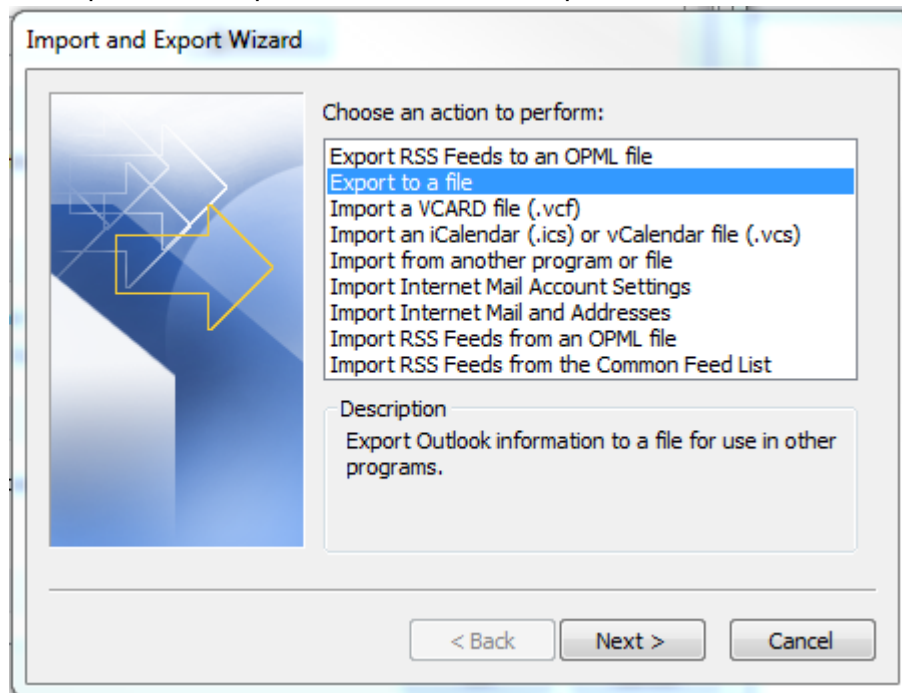 Import and Export Wizard
Choose an action to perform:
Export RSS Feeds to an OPML file
Export to a file
Import a VCARD file (.vcf)
Import an iCalendar (.ics) or vCalendar file (.vcs)
Import from another program or file
Import Internet Mail Account Settings
Import Internet Mail and Addresses
Import RSS Feeds from an OPML file
Import RSS Feeds from the Common Feed List
Description
Export Outlook information to a file for use in other
programs.
< Back Next > Cancel